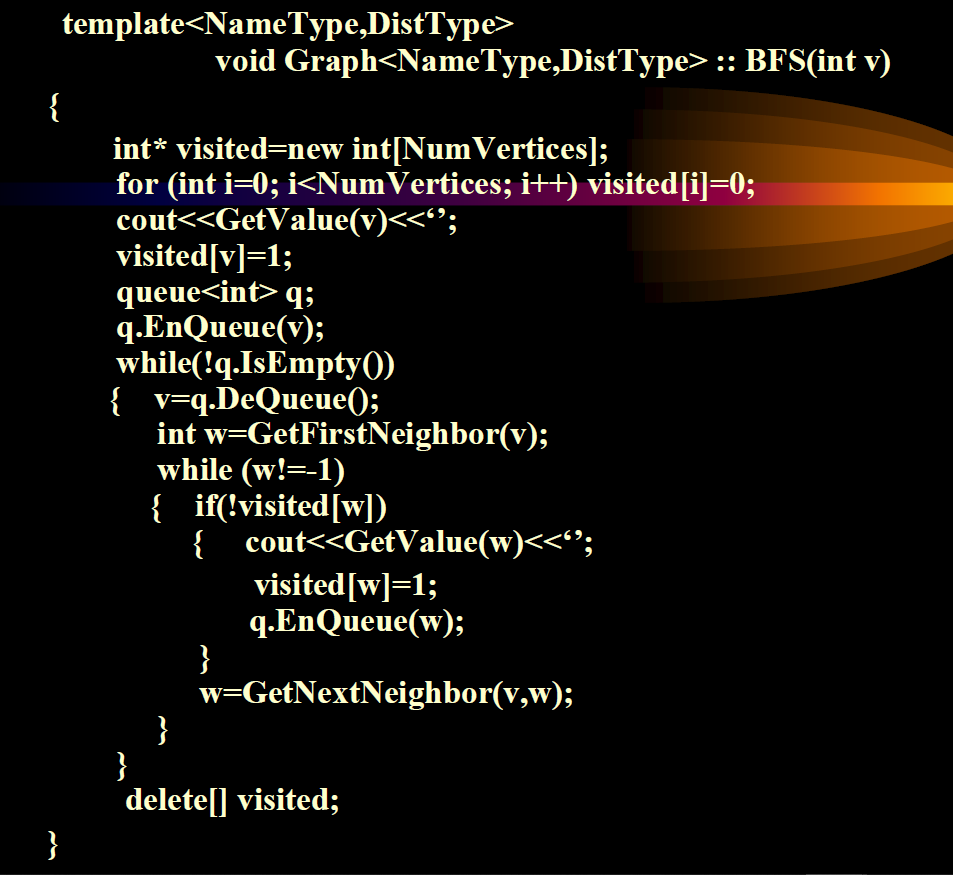 template<NameType,DistType>
void Graph<NameType,DistType> :: BFS(int v)
{
int* visited=new int[NumVertices];
for (int i=0; i<NumVertices; i++) visited[i]=0;
cout<<GetValue(v)<<‘’;
visited[v]=1;
queue<int> q;
q.EnQueue(v);
while(!q.IsEmpty())
{ v=q.DeQueue();
int w=GetFirstNeighbor(v);
while (w!=-1)
{ if(!visited[w])
{ cout<<GetValue(w)<<‘’;
visited[w]=1;
q.EnQueue(w);
}
w=GetNextNeighbor(v,w);
}
}
delete[] visited;
}